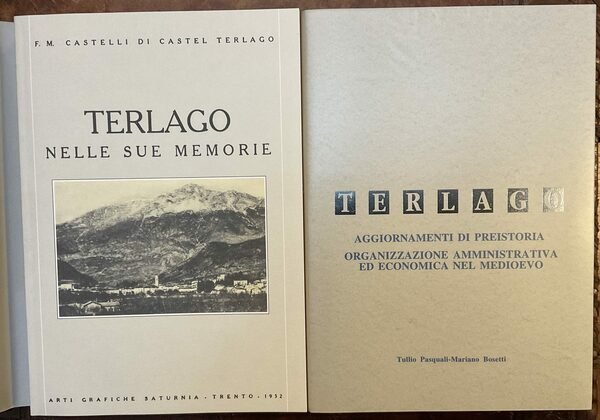 F. M. CASTELLI DI CASTEL TERLAGO
TERLAGO
NELLE SUE MEMORIE
ARTI GRAFICHE SATURNIA · TRENTO · 1932
TERLAGO
AGGIORNAMENTI DI PREISTORIA
ORGANIZZAZIONE AMMINISTRATIVA
ED ECONOMICA NEL MEDIOEVO
Tullio Pasquali-Mariano Bosetti